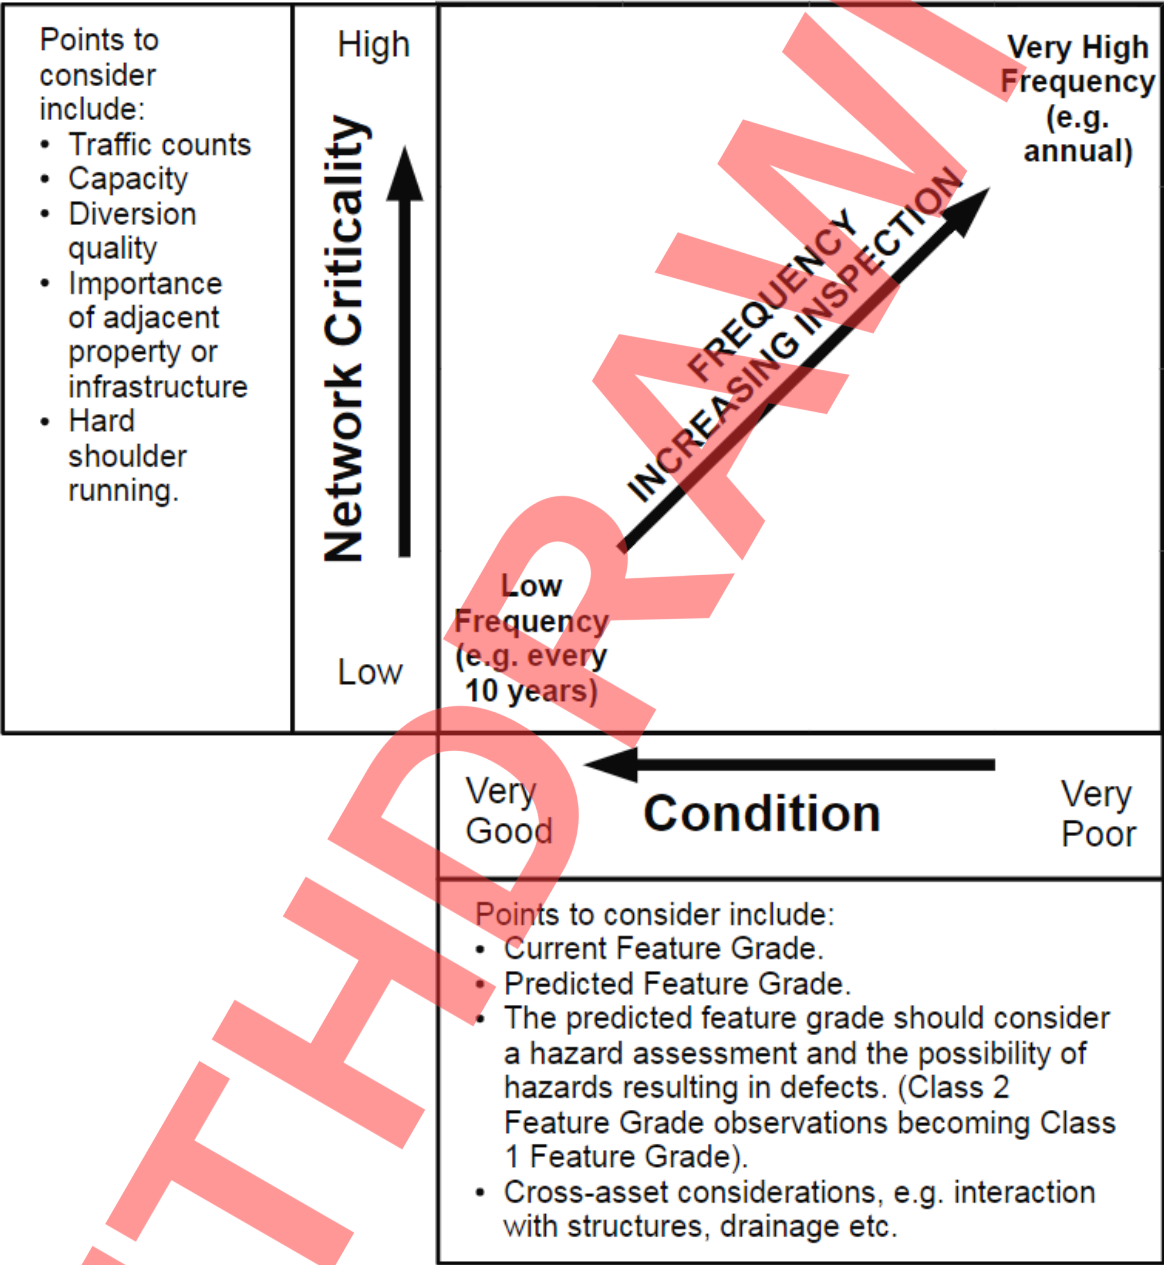 Points to
consider
include:
• Traffic counts
• Capacity
• Diversion
quality
• Importance
of adjacent
property or
infrastructure
• Hard
shoulder
running.
High
Network Criticality
Low
Very High
Frequency
(e.g.
annual)
FREQUENCY
INCREASING INSPECTION
Low
Frequency
(e.g. every
10 years)
Very
Good
Condition
Very
Poor
Points to consider include:
• Current Feature Grade.
• Predicted Feature Grade.
• The predicted feature grade should consider
a hazard assessment and the possibility of
hazards resulting in defects. (Class 2
Feature Grade observations becoming Class
1 Feature Grade).
• Cross-asset considerations, e.g. interaction
with structures, drainage etc.
THDRAW